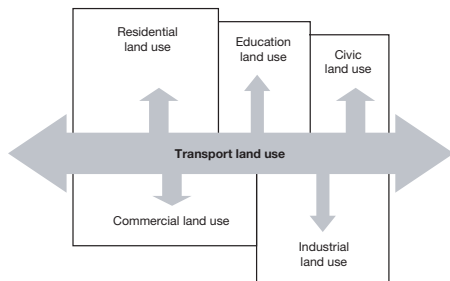 Residential
land use
Education
land use
Civic
land use
Transport land use
Commercial land use
Industrial
land use